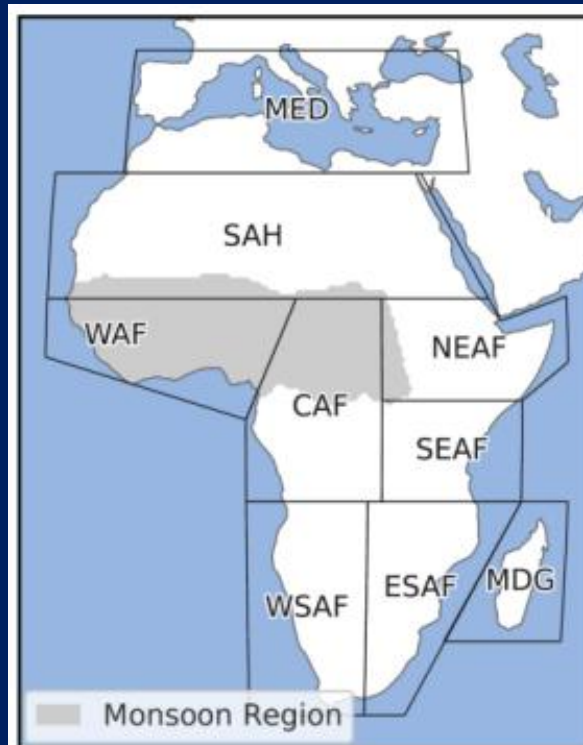 MED
SAH
WAF
NEAF
CAF
SEAF
WSAF
ESAF
MDG
Monsoon Region